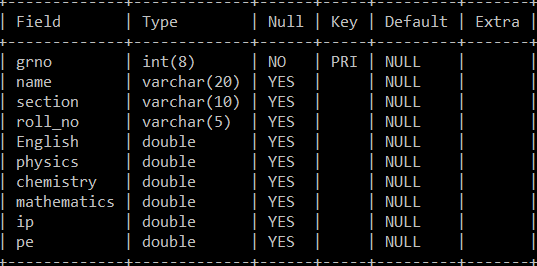 +-------------+-------------+------+-----+---------+-------+
| Field       | Type        | Null | Key | Default | Extra |
+-------------+-------------+------+-----+---------+-------+
| grno        | int(8)      | NO   | PRI | NULL    |       |
| name        | varchar(20) | YES  |     | NULL    |       |
| section     | varchar(10) | YES  |     | NULL    |       |
| roll_no     | varchar(5)  | YES  |     | NULL    |       |
| English     | double      | YES  |     | NULL    |       |
| physics     | double      | YES  |     | NULL    |       |
| chemistry   | double      | YES  |     | NULL    |       |
| mathematics | double      | YES  |     | NULL    |       |
| ip          | double      | YES  |     | NULL    |       |
| pe          | double      | YES  |     | NULL    |       |
+-------------+-------------+------+-----+---------+-------+